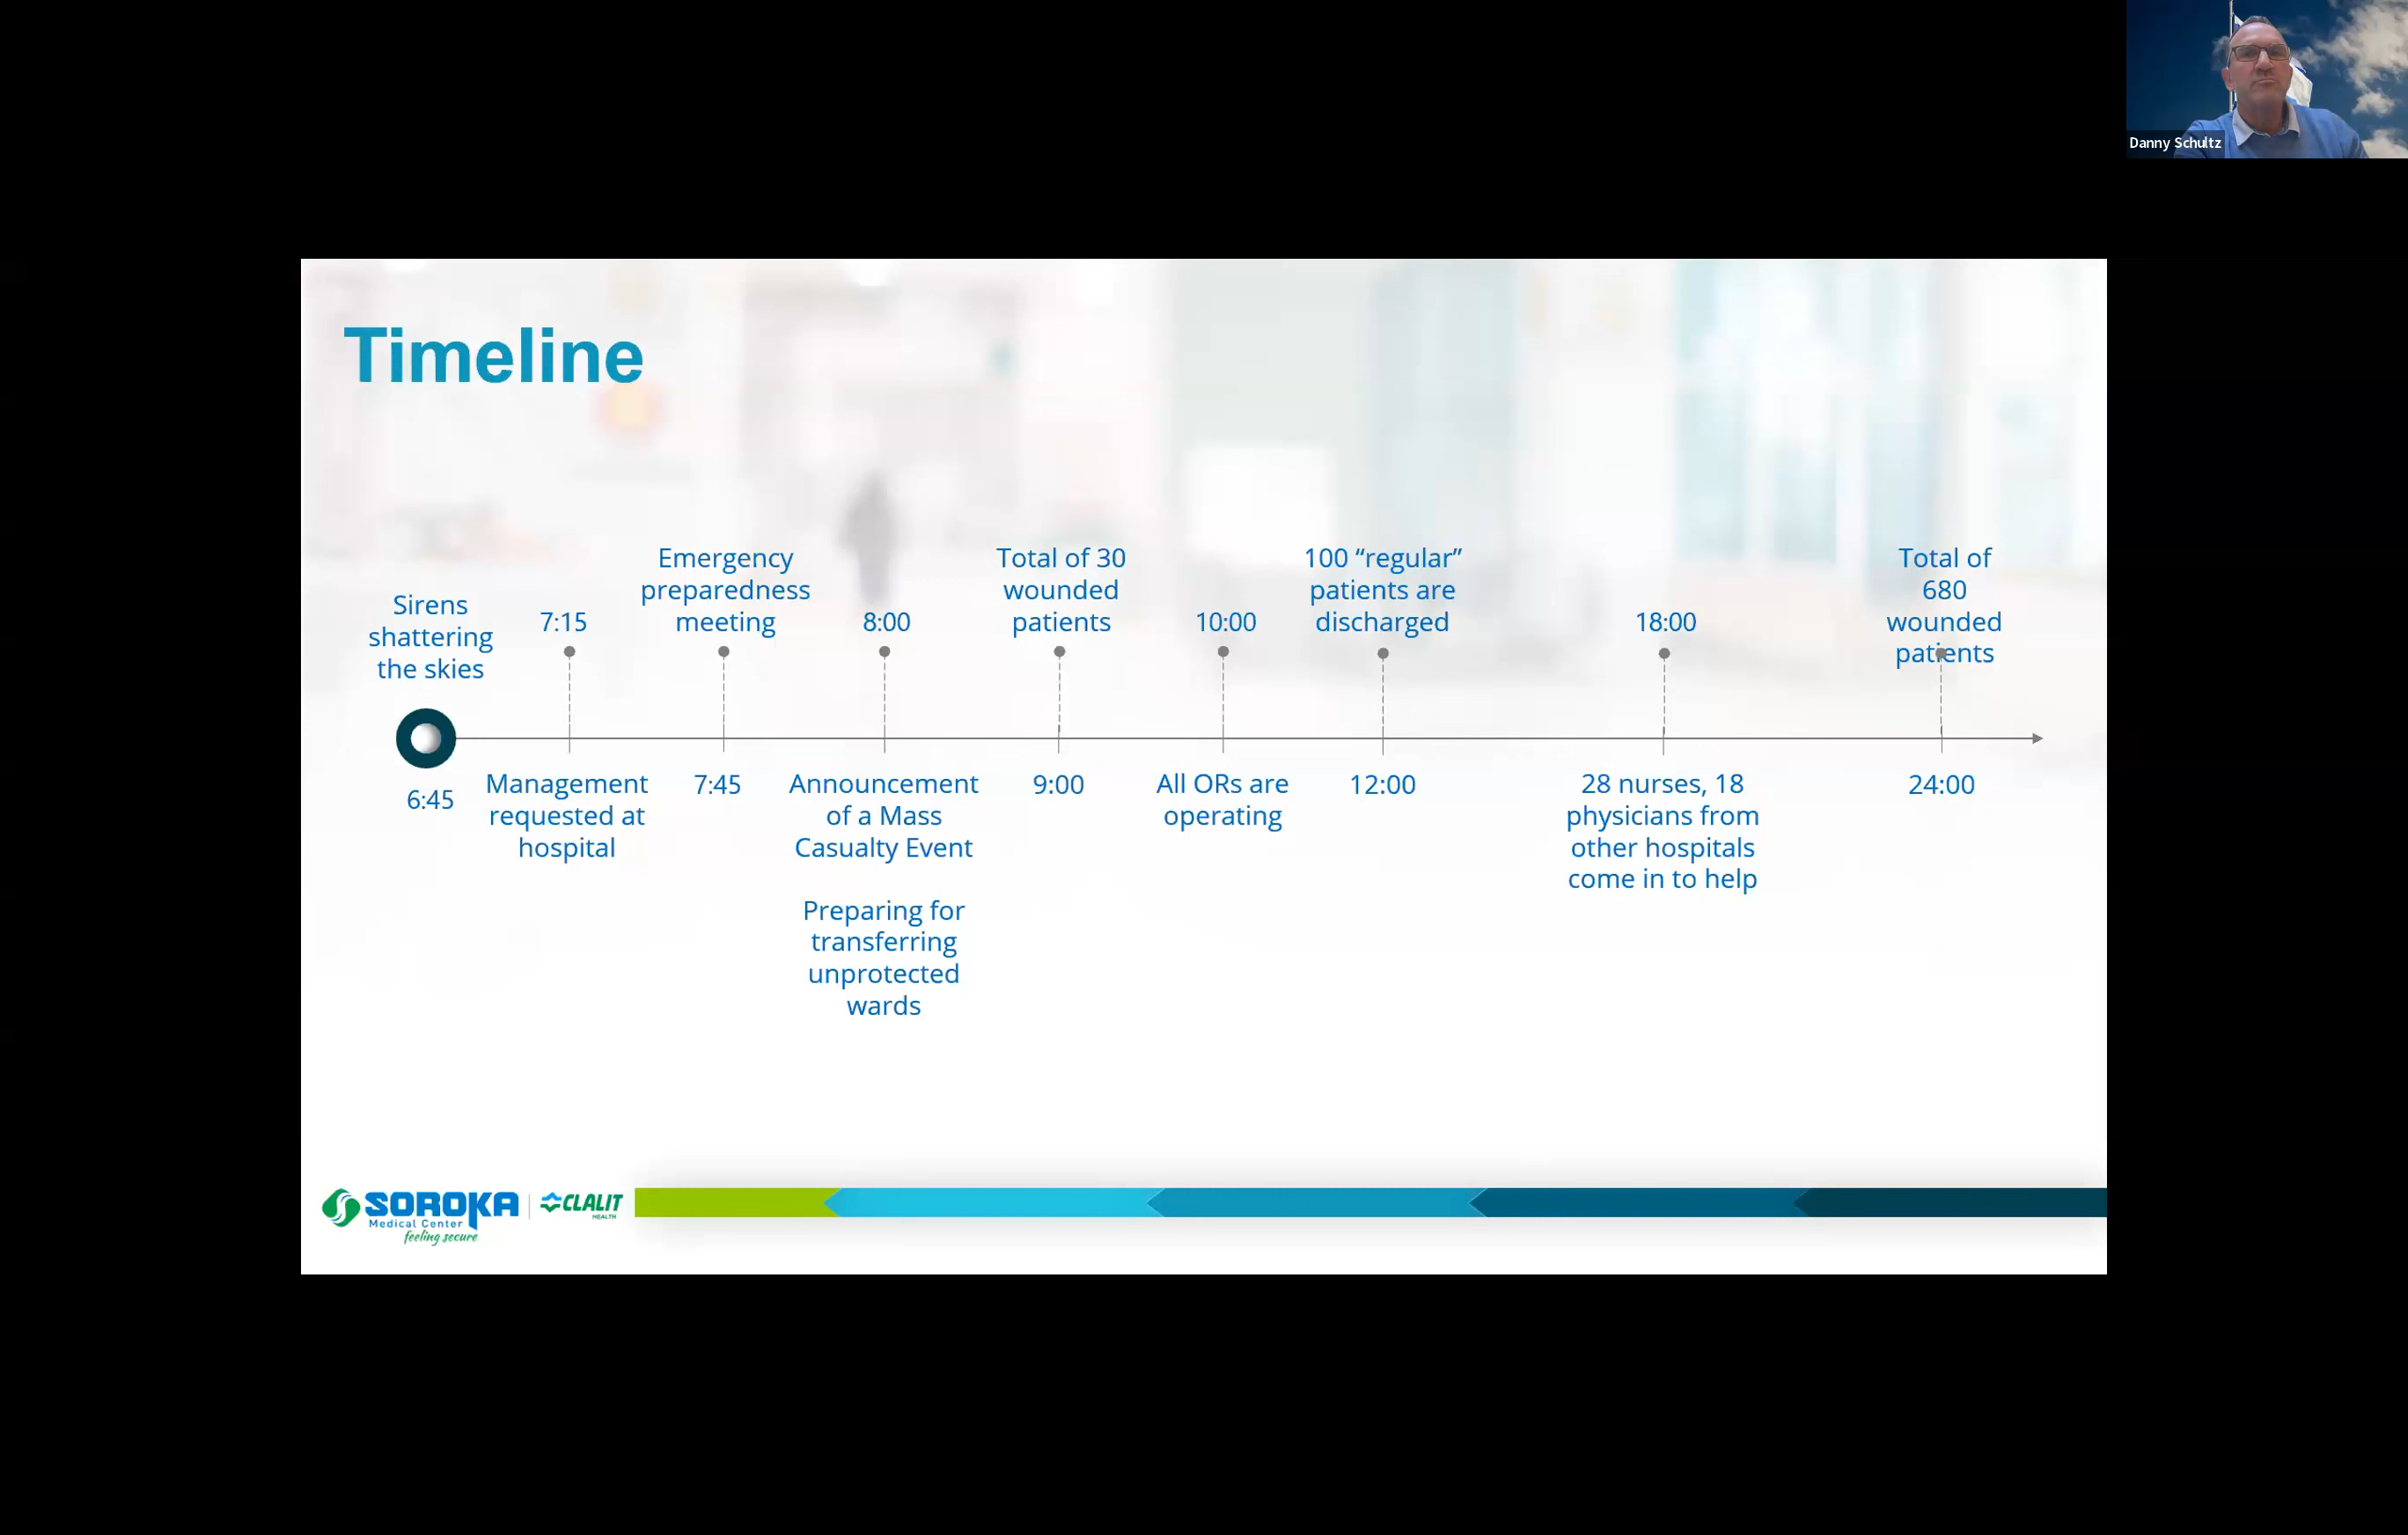 Danny Schultz
Timeline
Sirens
shattering
the skies
6:45
7:15
Management
requested at
hospital
Emergency
preparedness
meeting
7:45
8:00
Announcement
of a Mass
Casualty Event
Preparing for
transferring
unprotected
wards
Total of 30
wounded
patients
9:00
10:00
All ORs are
operating
100 “regular”
patients are
discharged
12:00
18:00
28 nurses, 18
physicians from
other hospitals
come in to help
Total of
680
wounded
patients
24:00
SOROKA
Medical Center
feeling secure
CLALIT
HEALTH